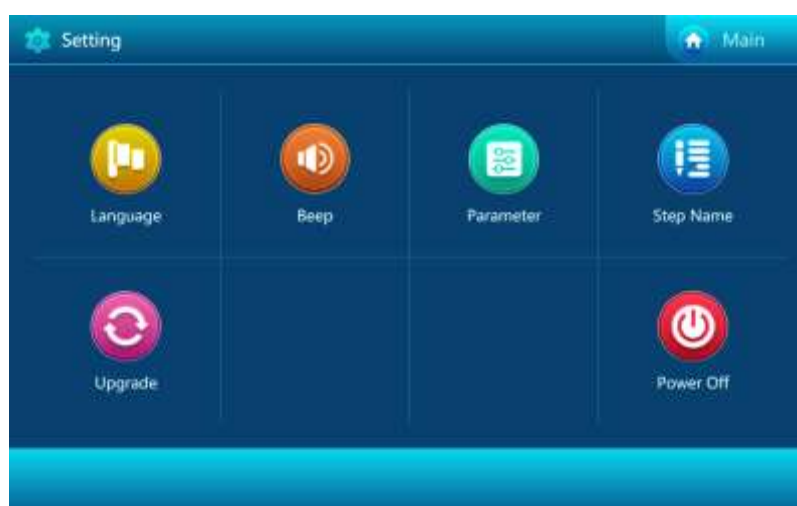 Setting
Main
Language
Beep
Parameter
Step Name
Upgrade
Power Off